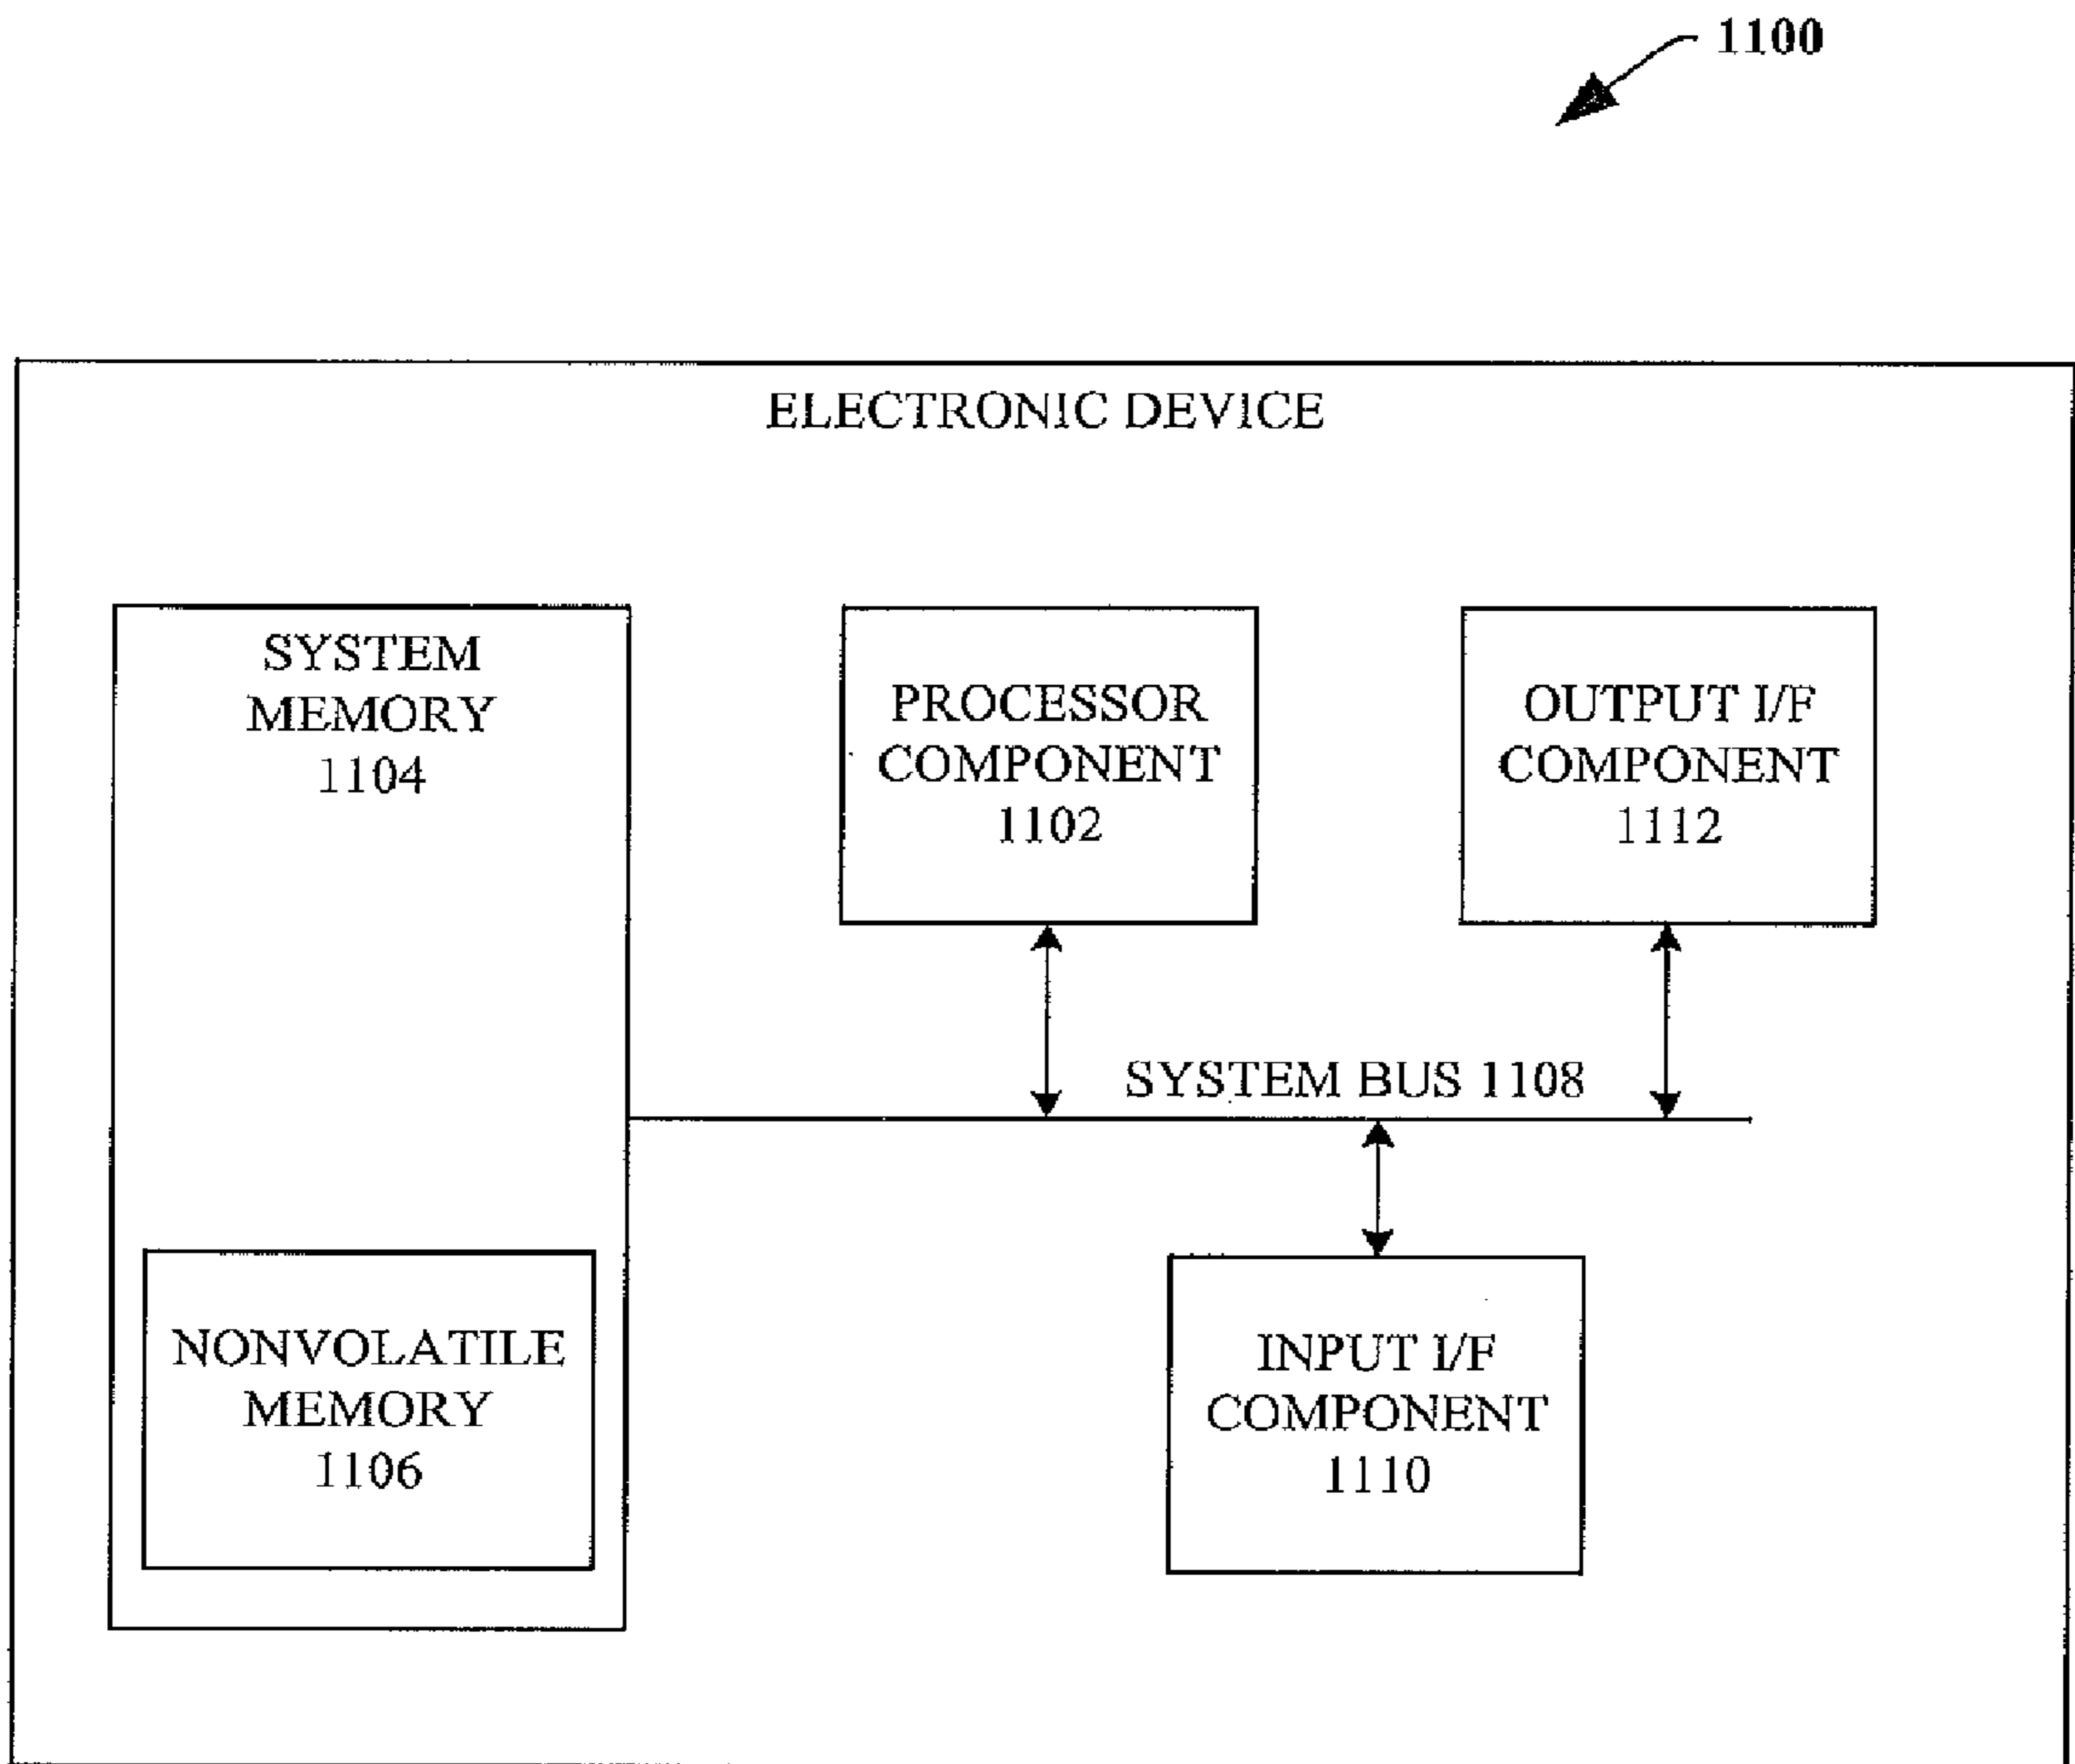 1100
ELECTRONIC DEVICE
SYSTEM
MEMORY
1104
PROCESSOR
COMPONENT
1102
OUTPUT I/F
COMPONENT
1112
SYSTEM BUS 1108
NONVOLATILE
MEMORY
1106
INPUT I/F
COMPONENT
1110